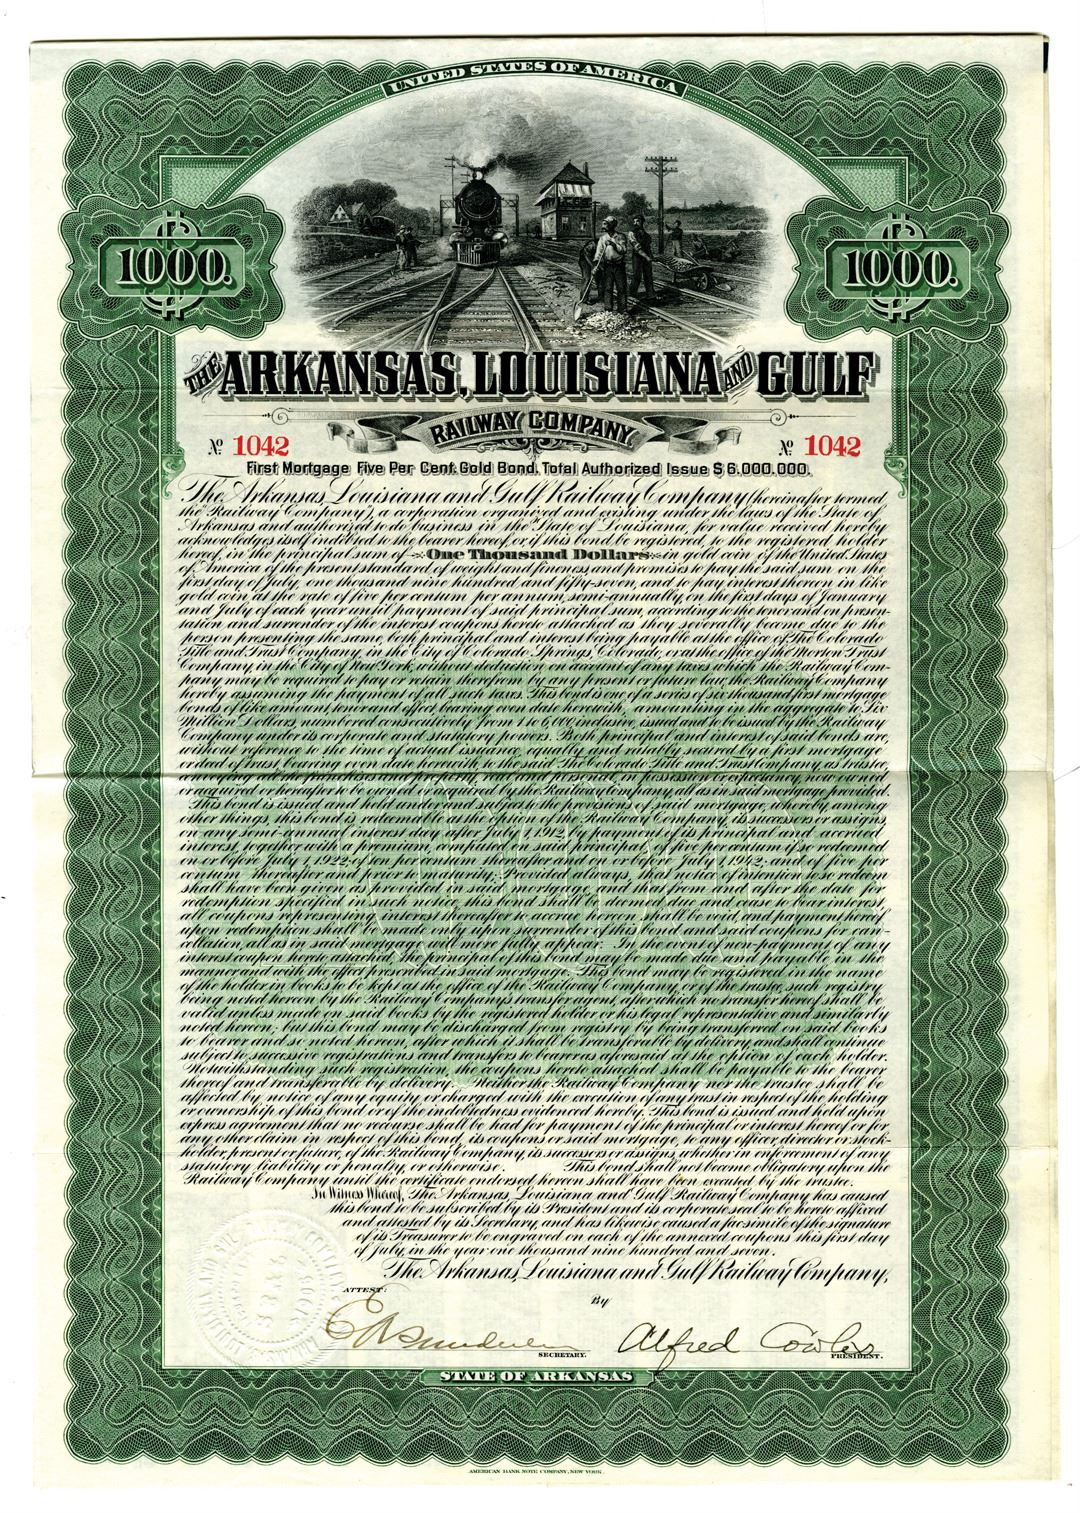 UNITED STATES OF AMERICA
1000.
1000.
THE ARKANSAS, LOUISIANA AND GULF
RAILWAY COMPANY.
No 1042
No 1042
First Mortgage Five Per Cent. Gold Bond. Total Authorized Issue $6,000,000.
The Arkansas, Louisiana and Gulf Railway Company (hereinafter termed
the "Railway Company"), a corporation organized and existing under the laws of the State of
Arkansas and authorized to do business in the State of Louisiana, for value received hereby
acknowledges itself indebted to the bearer hereof, or if this bond be registered, to the registered holder
hereof, in the principal sum of One Thousand Dollars in gold coin of the United States
of America of the present standard of weight and fineness, and promises to pay the said sum on the
first day of July, one thousand nine hundred and fifty-seven, and to pay interest thereon in like
gold coin at the rate of five per centum per annum, semi-annually, on the first days of January
and July of each year until payment of said principal sum, according to the tenor and on presen-
tation and surrender of the interest coupons hereto attached as they severally become due to the
person presenting the same, both principal and interest being payable at the office of The Colorado
Title and Trust Company, in the City of Colorado Springs, Colorado, or at the office of the Morton Trust
Company, in the City of New York, without deduction on account of any taxes which the Railway Com-
pany may be required to pay or retain therefrom by any present or future law, the Railway Company
hereby assuming the payment of all such taxes. This bond is one of a series of six thousand first mortgage
bonds of like amount, tenor and effect, bearing even date herewith, amounting in the aggregate to Six
Million Dollars, numbered consecutively from 1 to 6,000 inclusive, issued and to be issued by the Railway
Company under its corporate and statutory powers. Both principal and interest of said bonds are,
without reference to the time of actual issuance, equally and ratably secured by a first mortgage
or deed of trust, bearing even date herewith to the said The Colorado Title and Trust Company, as trustee,
conveying all the franchises and property, real and personal, in possession or expectancy, now owned
or acquired or hereafter to be owned or acquired by the Railway Company, all as in said mortgage provided.
This bond is issued and held under and subject to the provisions of said mortgage, whereby, among
other things, this bond is redeemable at the option of the Railway Company, its successors or assigns,
on any semi-annual interest day after July 1, 1912, by payment of its principal and accrued
interest, together with a premium, computed on said principal, of five per centum if so redeemed
on or before July 1, 1922; of ten per centum thereafter and on or before July 1, 1942; and of five per
centum thereafter and prior to maturity; Provided always, that notice of intention so to redeem
shall have been given as provided in said mortgage, and that from and after the date for
redemption specified in such notice, this bond shall be deemed due and cease to bear interest,
all coupons representing interest thereafter to accrue hereon shall be void, and payment hereof
upon redemption shall be made only upon surrender of this bond and said coupons for can-
cellation, all as in said mortgage will more fully appear. In the event of non-payment of any
interest coupon hereto attached, the principal of this bond may be made due and payable in the
manner and with the effect prescribed in said mortgage. This bond may be registered in the name
of the holder in books to be kept at the office of the Railway Company, or of the trustee, such registry
being noted hereon by the Railway Company's transfer agent, after which no transfer hereof shall be
valid unless made on said books by the registered holder or his legal representative and similarly
noted hereon; but this bond may be discharged from registry by being transferred on said books
to bearer and so noted hereon, after which it shall be transferable by delivery, and shall continue
subject to successive registrations and transfers to bearer as aforesaid at the option of each holder.
Notwithstanding such registration, the coupons hereto attached shall be payable to the bearer
thereof and transferable by delivery. Neither the Railway Company nor the trustee shall be
affected by notice of any equity or charged with the execution of any trust in respect of the holding
or ownership of this bond or of the indebtedness evidenced hereby. This bond is issued and held upon
express agreement that no recourse shall be had for payment of the principal or interest hereof or for
any other claim in respect of this bond, its coupons or said mortgage, to any officer, director or stock-
holder, present or future, of the Railway Company, its successors or assigns, whether in enforcement of any
statutory liability or penalty, or otherwise. This bond shall not become obligatory upon the
Railway Company until the certificate endorsed hereon shall have been executed by the trustee.
In Witness Whereof, The Arkansas, Louisiana and Gulf Railway Company has caused
this bond to be subscribed by its President and its corporate seal to be hereto affixed
and attested by its Secretary, and has likewise caused a facsimile of the signature
of its Treasurer to be engraved on each of the annexed coupons this first day
of July, in the year one thousand nine hundred and seven.
The Arkansas, Louisiana and Gulf Railway Company,
ATTEST:
By
Alfred Cowles
SECRETARY.
PRESIDENT.
STATE OF ARKANSAS
AMERICAN BANK NOTE COMPANY, NEW YORK.